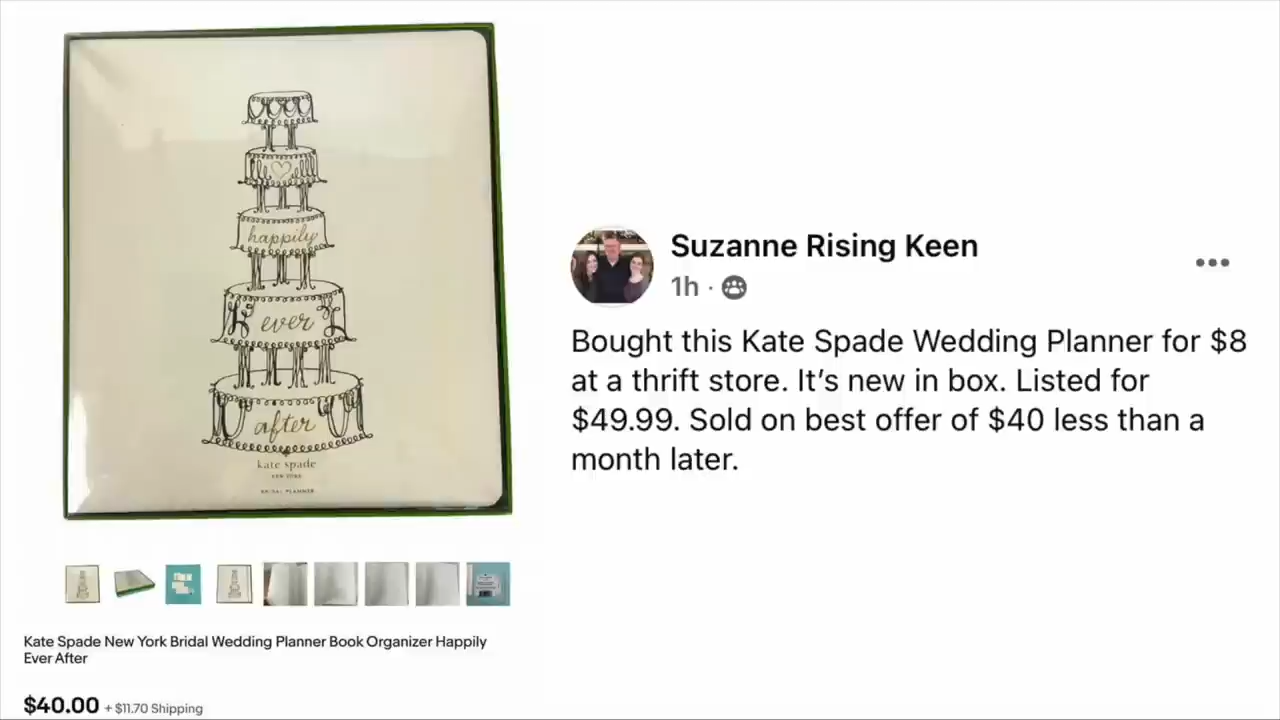 happily
ever
after
kate spade
NEW YORK
BRIDAL PLANNER
Kate Spade New York Bridal Wedding Planner Book Organizer Happily
Ever After
$40.00 + $11.70 Shipping
Suzanne Rising Keen
1h ·
Bought this Kate Spade Wedding Planner for $8
at a thrift store. It’s new in box. Listed for
$49.99. Sold on best offer of $40 less than a
month later.